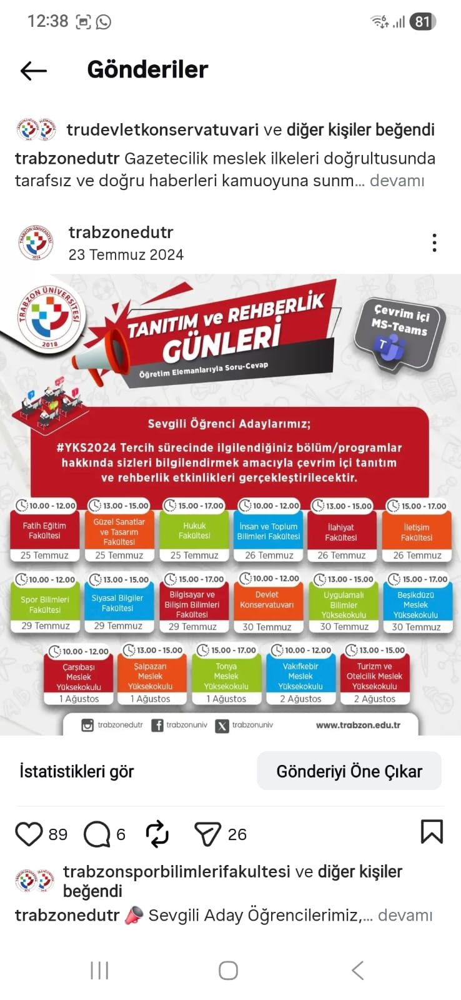 12:38
81
Gönderiler
trudevletkonservatuvari ve diğer kişiler beğendi
trabzonedutr Gazetecilik meslek ilkeleri doğrultusunda
tarafsız ve doğru haberleri kamuoyuna sunm... devamı
trabzonedutr
23 Temmuz 2024
TRABZON ÜNİVERSİTESİ
2018
TANITIM ve REHBERLİK
GÜNLERİ
Öğretim Elemanlarıyla Soru-Cevap
Çevrim içi
MS-Teams
T
Sevgili Öğrenci Adaylarımız;
#YKS2024 Tercih sürecinde ilgilendiğiniz bölüm/programlar
hakkında sizleri bilgilendirmek amacıyla çevrim içi tanıtım
ve rehberlik etkinlikleri gerçekleştirilecektir.
10.00 - 12.00
Fatih Eğitim
Fakültesi
25 Temmuz
13.00 - 15.00
Güzel Sanatlar
ve Tasarım
Fakültesi
25 Temmuz
15.00 - 17.00
Hukuk
Fakültesi
25 Temmuz
10.00 - 12.00
İnsan ve Toplum
Bilimleri Fakültesi
26 Temmuz
13.00 - 15.00
İlahiyat
Fakültesi
26 Temmuz
15.00 - 17.00
İletişim
Fakültesi
26 Temmuz
10.00 - 12.00
Spor Bilimleri
Fakültesi
29 Temmuz
13.00 - 15.00
Siyasal Bilgiler
Fakültesi
29 Temmuz
15.00 - 17.00
Bilgisayar ve
Bilişim Bilimleri
Fakültesi
29 Temmuz
10.00 - 12.00
Devlet
Konservatuvarı
30 Temmuz
13.00 - 15.00
Uygulamalı
Bilimler
Yüksekokulu
30 Temmuz
15.00 - 17.00
Beşikdüzü
Meslek
Yüksekokulu
30 Temmuz
10.00 - 12.00
Çarşıbaşı
Meslek
Yüksekokulu
1 Ağustos
13.00 - 15.00
Şalpazarı
Meslek
Yüksekokulu
1 Ağustos
15.00 - 17.00
Tonya
Meslek
Yüksekokulu
1 Ağustos
10.00 - 12.00
Vakıfkebir
Meslek
Yüksekokulu
2 Ağustos
13.00 - 15.00
Turizm ve
Otelcilik Meslek
Yüksekokulu
2 Ağustos
trabzonedutr
trabzonuniv
trabzonuniv
www.trabzon.edu.tr
İstatistikleri gör
Gönderiyi Öne Çıkar
89
6
26
trabzonsporbilimlerifakultesi ve diğer kişiler
beğendi
trabzonedutr 📣 Sevgili Aday Öğrencilerimiz,... devamı